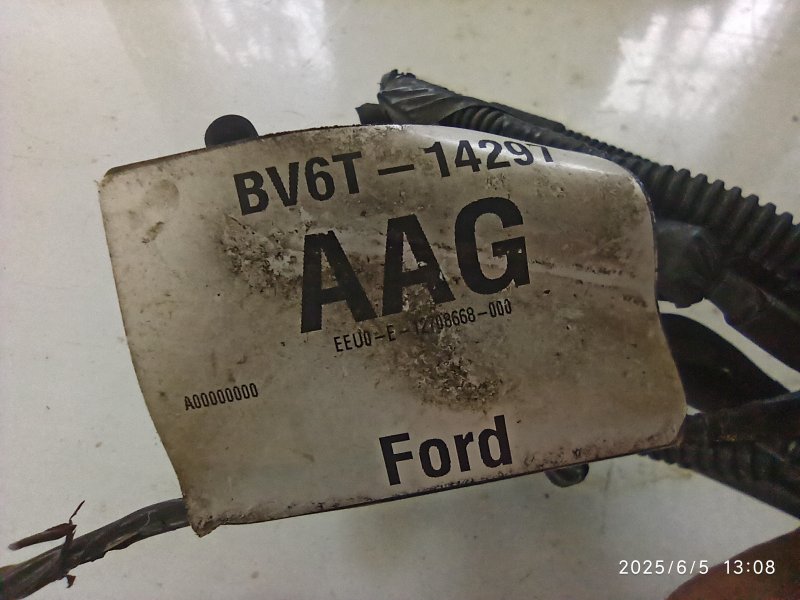 BV6T-14297
AAG
EEU0-E-12708668-000
A00000000
Ford
2025/6/5 13:08